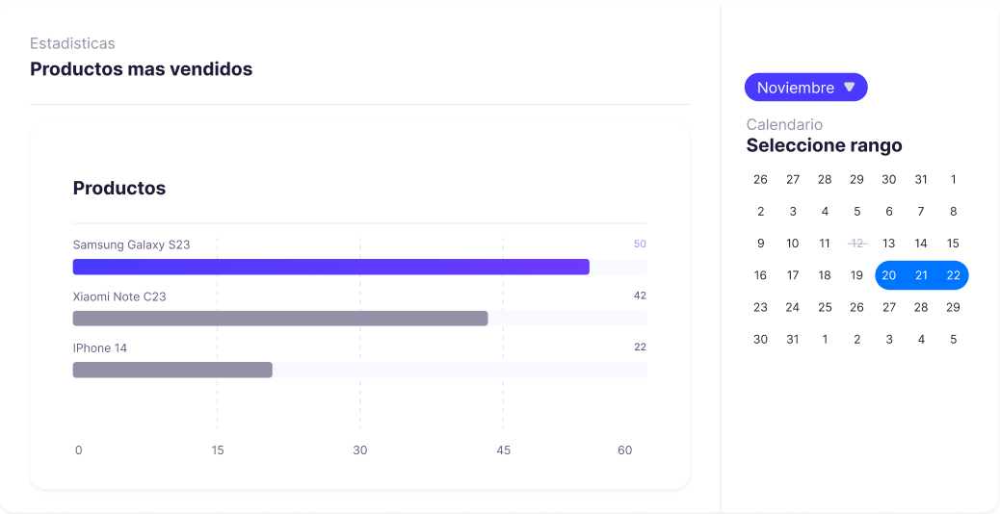 Estadisticas
Productos mas vendidos
Productos
Samsung Galaxy S23 50
Xiaomi Note C23 42
IPhone 14 22
0 15 30 45 60
Noviembre
Calendario
Seleccione rango
26 27 28 29 30 31 1
2 3 4 5 6 7 8
9 10 11 12 13 14 15
16 17 18 19 20 21 22
23 24 25 26 27 28 29
30 31 1 2 3 4 5